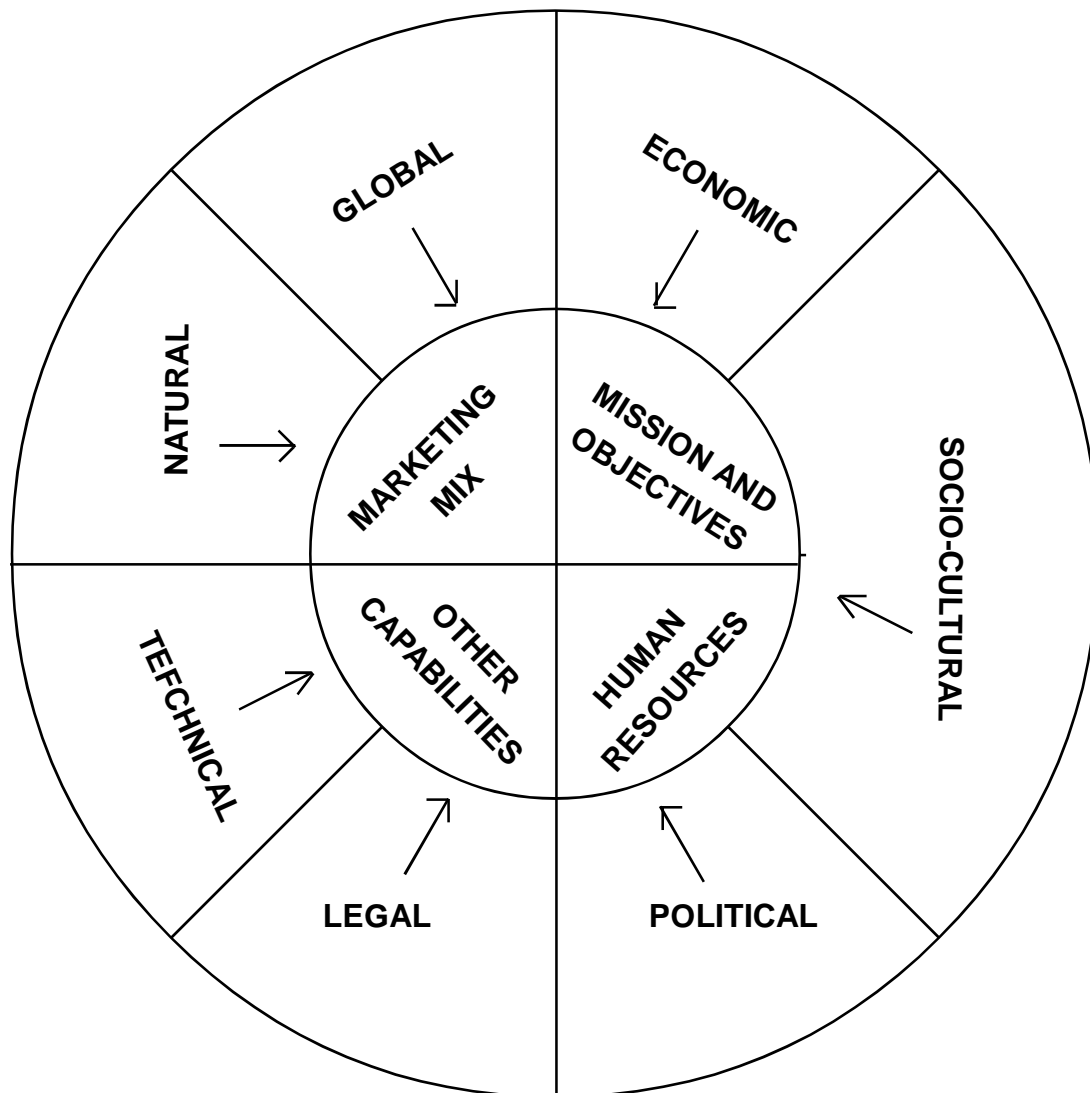 GLOBAL
ECONOMIC
NATURAL
MARKETING
MIX
MISSION AND
OBJECTIVES
SOCIO-CULTURAL
OTHER
CAPABILITIES
HUMAN
RESOURCES
TEFCHNICAL
LEGAL
POLITICAL